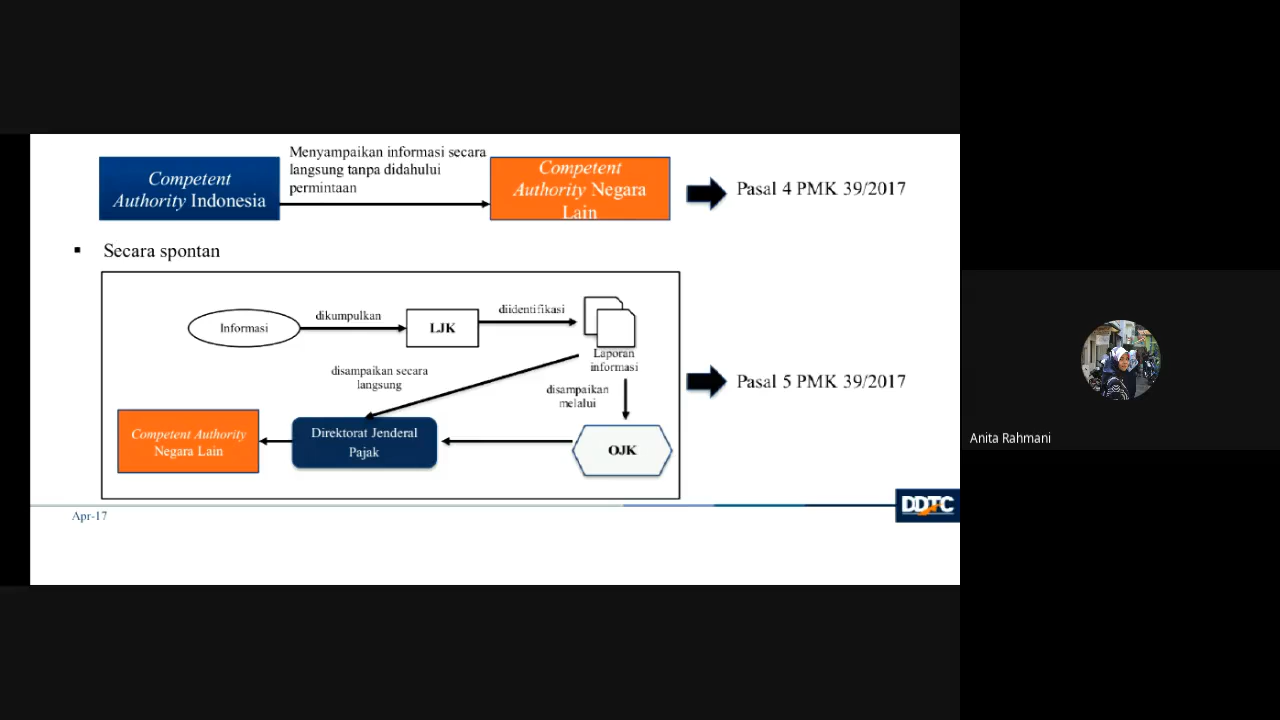 Menyampaikan informasi secara
langsung tanpa didahului
permintaan
Competent
Authority Indonesia
Competent
Authority Negara
Lain
Pasal 4 PMK 39/2017
▪ Secara spontan
Informasi
dikumpulkan
LJK
diidentifikasi
Laporan
informasi
disampaikan secara
langsung
disampaikan
melalui
Pasal 5 PMK 39/2017
Competent Authority
Negara Lain
Direktorat Jenderal
Pajak
OJK
Apr-17
DDTC
Anita Rahmani